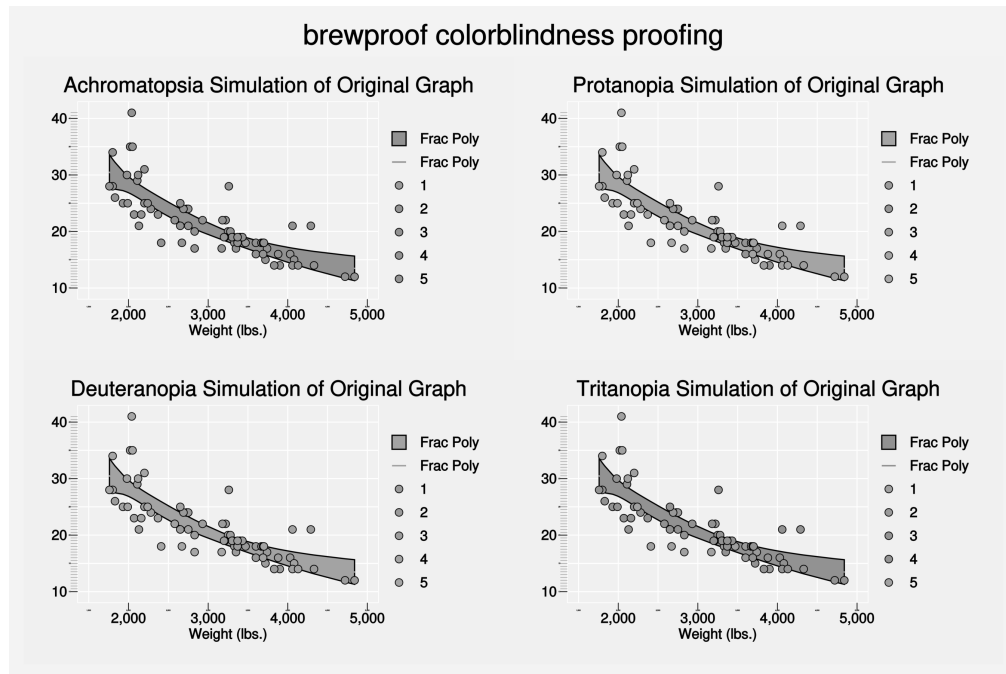 brewproof colorblindness proofing
Achromatopsia Simulation of Original Graph
40
30
20
10
2,000 3,000 4,000 5,000
Weight (lbs.)
Frac Poly
Frac Poly
1
2
3
4
5
Protanopia Simulation of Original Graph
40
30
20
10
2,000 3,000 4,000 5,000
Weight (lbs.)
Frac Poly
Frac Poly
1
2
3
4
5
Deuteranopia Simulation of Original Graph
40
30
20
10
2,000 3,000 4,000 5,000
Weight (lbs.)
Frac Poly
Frac Poly
1
2
3
4
5
Tritanopia Simulation of Original Graph
40
30
20
10
2,000 3,000 4,000 5,000
Weight (lbs.)
Frac Poly
Frac Poly
1
2
3
4
5